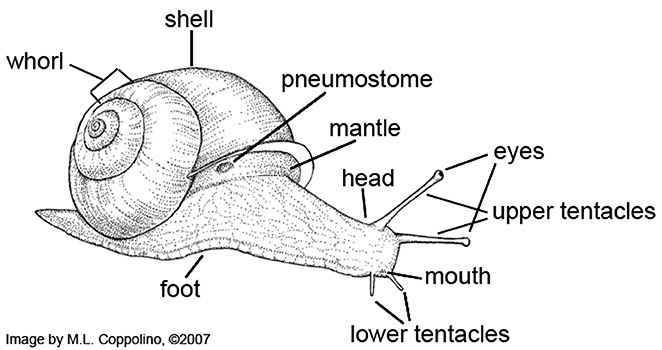 shell
whorl
pneumostome
mantle
eyes
head
upper tentacles
mouth
foot
lower tentacles
Image by M.L. Coppolino, ©2007